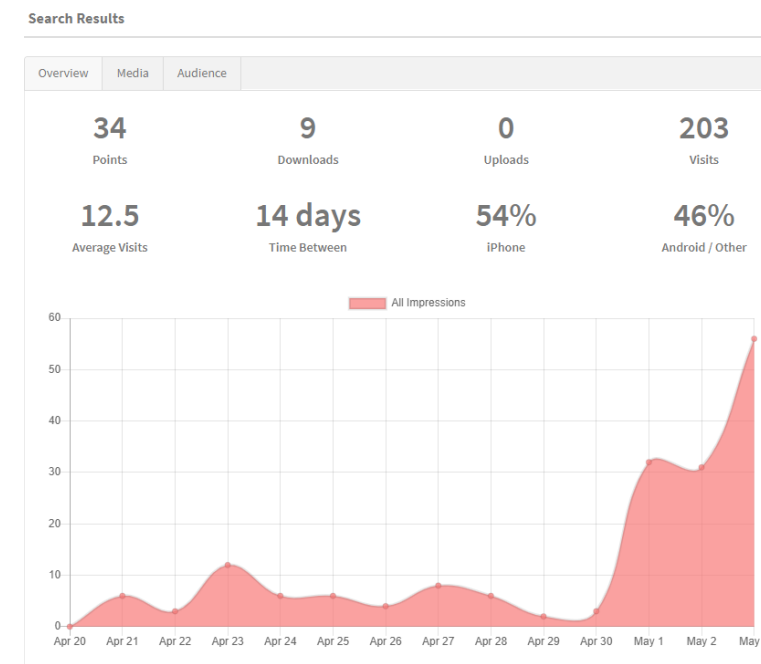 Search Results
Overview Media Audience
34 9 0 203
Points Downloads Uploads Visits
12.5 14 days 54% 46%
Average Visits Time Between iPhone Android / Other
All Impressions
60
50
40
30
20
10
0
Apr 20 Apr 21 Apr 22 Apr 23 Apr 24 Apr 25 Apr 26 Apr 27 Apr 28 Apr 29 Apr 30 May 1 May 2 May